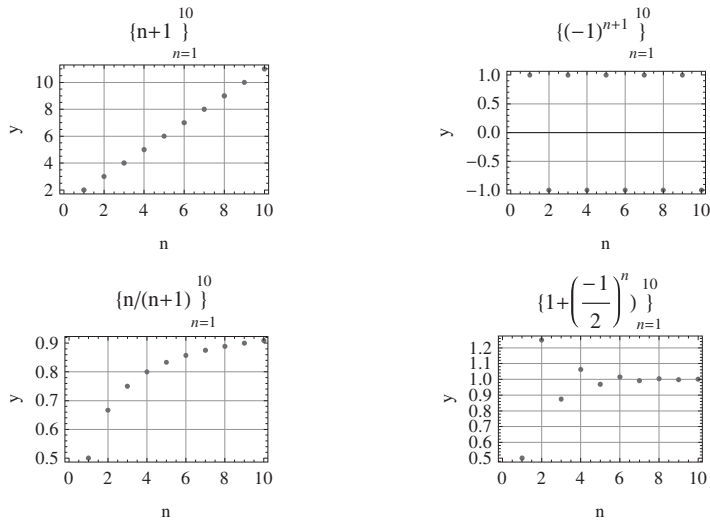 {n+1 }^{10}_{n=1}
y
10
8
6
4
2
0 2 4 6 8 10
n
{(−1)^{n+1} }^{10}_{n=1}
y
1.0
0.5
0.0
−0.5
−1.0
0 2 4 6 8 10
n
{n/(n+1) }^{10}_{n=1}
y
0.9
0.8
0.7
0.6
0.5
0 2 4 6 8 10
n
{1+(−1/2)^n ) }^{10}_{n=1}
y
1.2
1.1
1.0
0.9
0.8
0.7
0.6
0.5
0 2 4 6 8 10
n